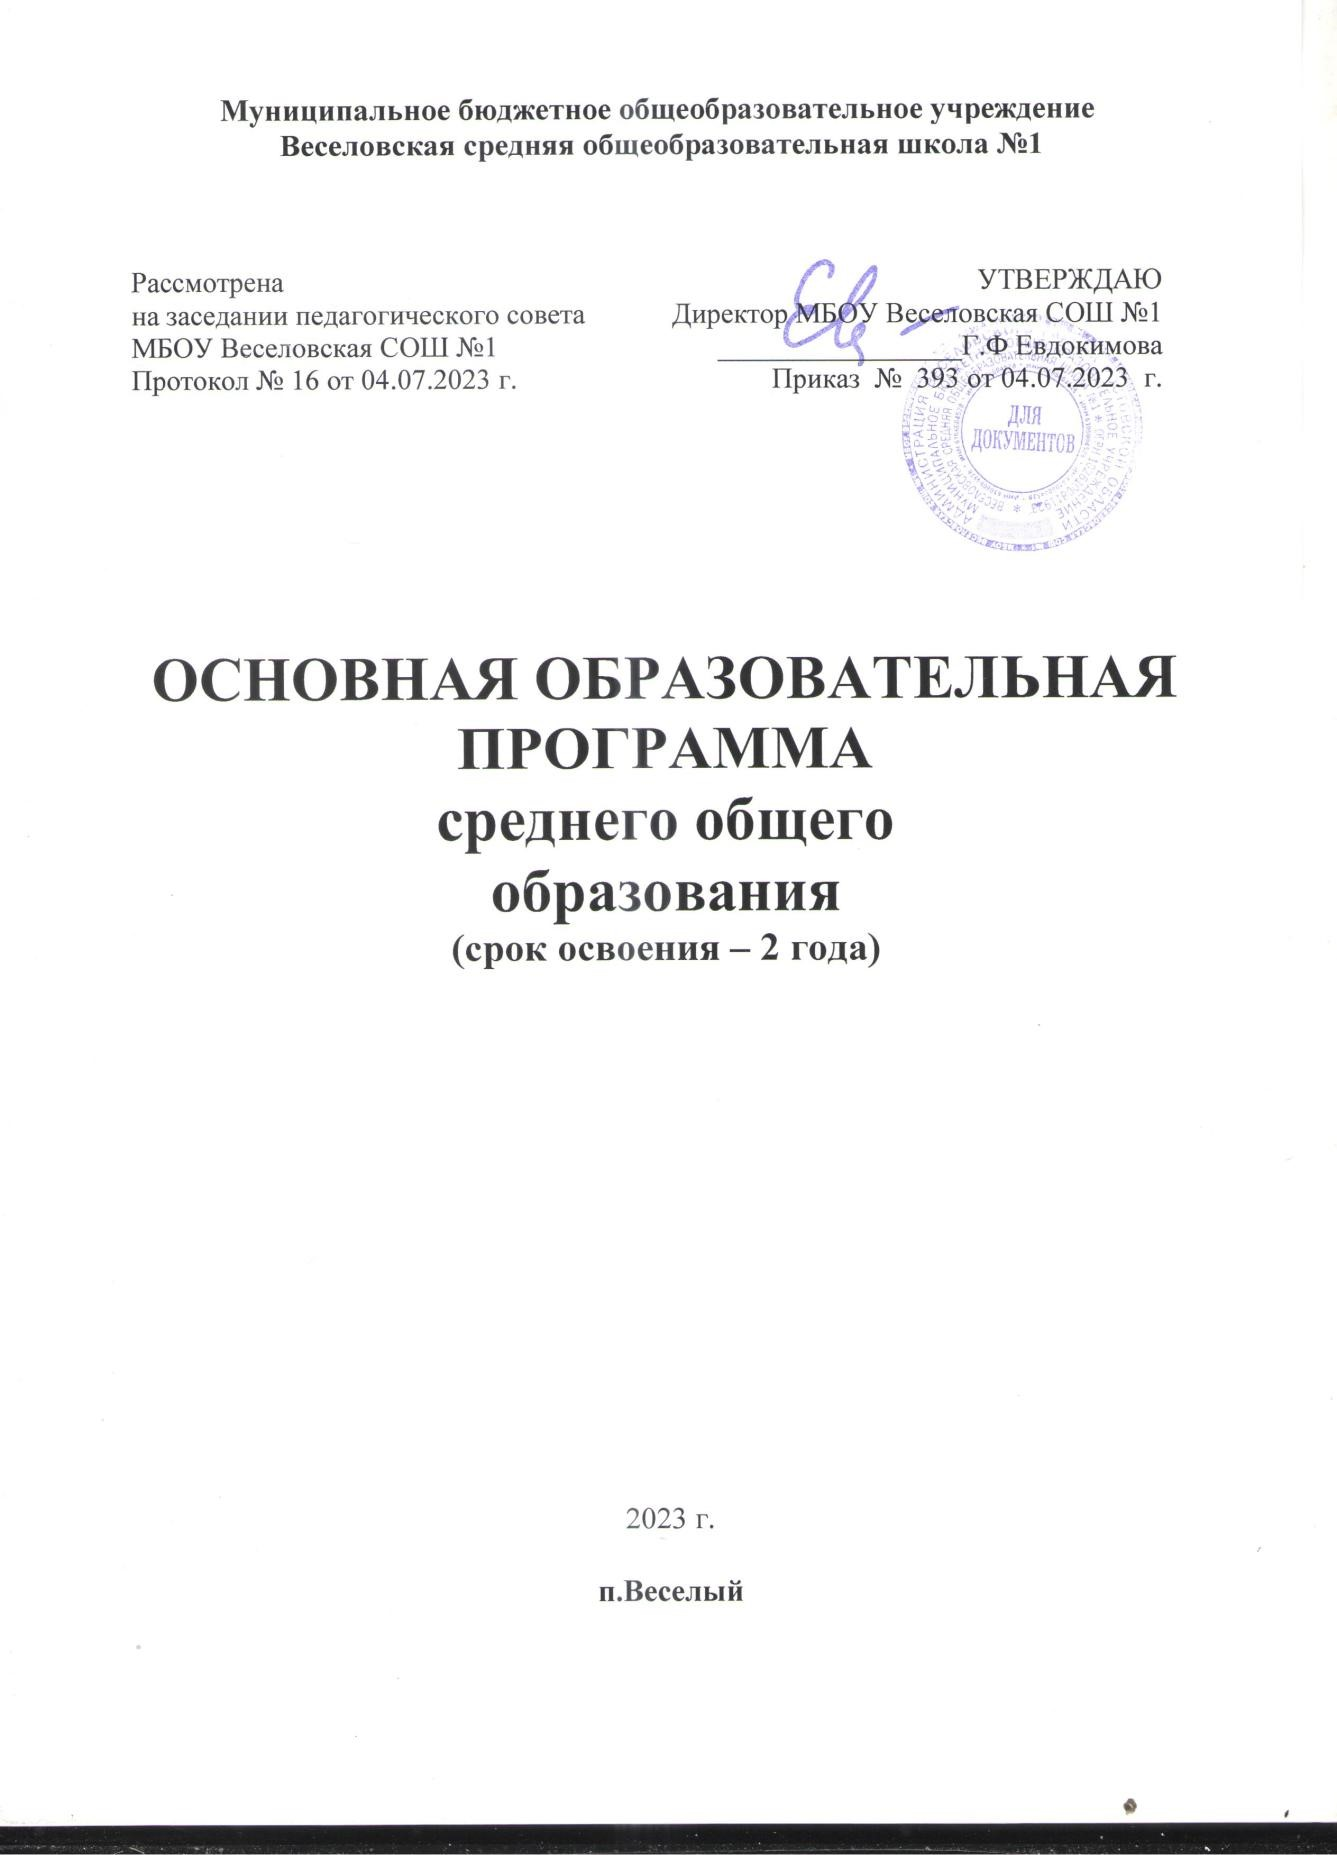 Муниципальное бюджетное общеобразовательное учреждение
Веселовская средняя общеобразовательная школа №1
Рассмотрена
на заседании педагогического совета
МБОУ Веселовская СОШ №1
Протокол № 16 от 04.07.2023 г.
УТВЕРЖДАЮ
Директор МБОУ Веселовская СОШ №1
__________________Г.Ф Евдокимова
Приказ № 393 от 04.07.2023 г.
ДЛЯ
ДОКУМЕНТОВ
ОСНОВНАЯ ОБРАЗОВАТЕЛЬНАЯ
ПРОГРАММА
среднего общего
образования
(срок освоения – 2 года)
2023 г.
п.Веселый